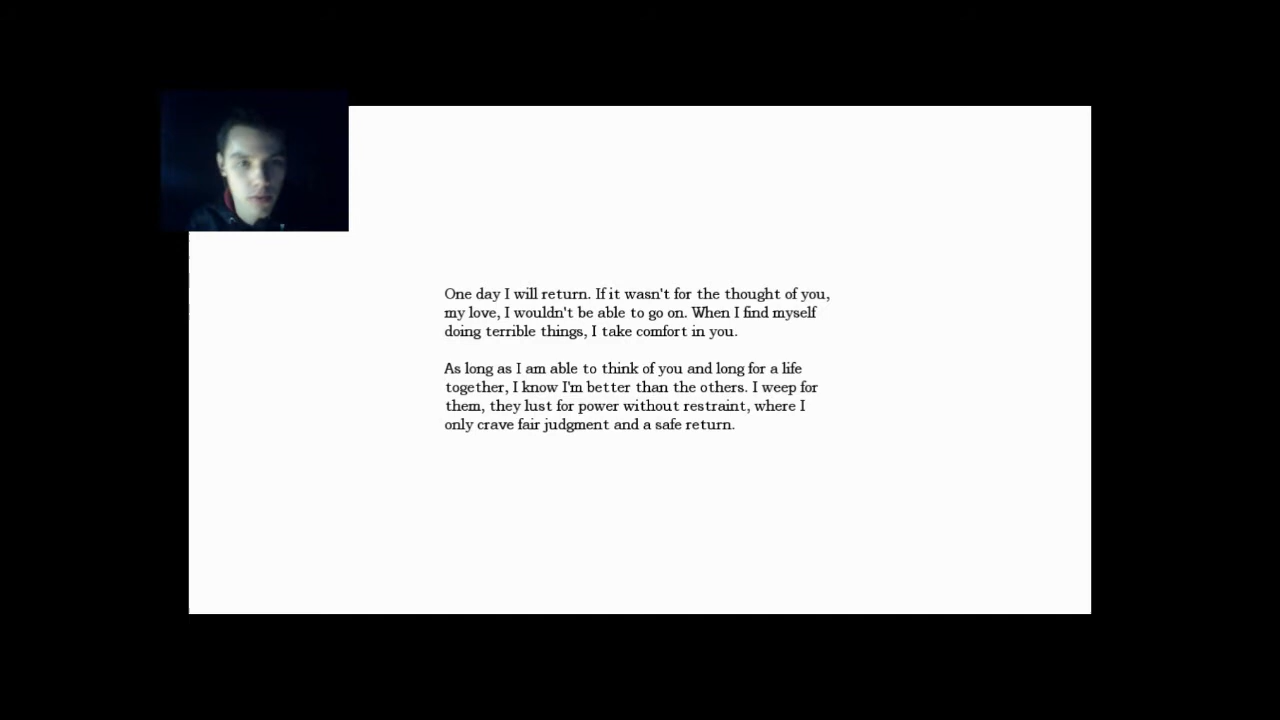 One day I will return. If it wasn't for the thought of you,
my love, I wouldn't be able to go on. When I find myself
doing terrible things, I take comfort in you.
As long as I am able to think of you and long for a life
together, I know I'm better than the others. I weep for
them, they lust for power without restraint, where I
only crave fair judgment and a safe return.